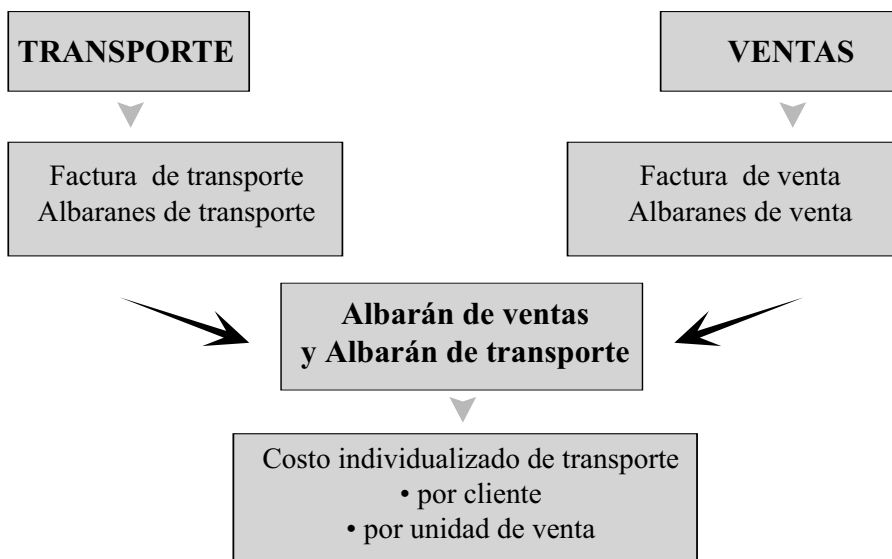 TRANSPORTE
VENTAS
Factura de transporte
Albaranes de transporte
Factura de venta
Albaranes de venta
Albarán de ventas
y Albarán de transporte
Costo individualizado de transporte
• por cliente
• por unidad de venta